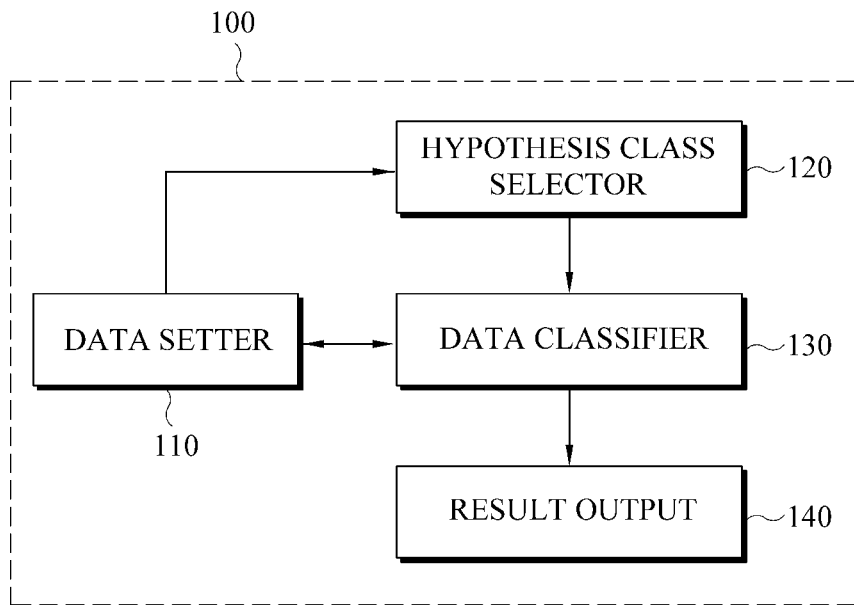 100
HYPOTHESIS CLASS
SELECTOR
120
DATA SETTER
110
DATA CLASSIFIER
130
RESULT OUTPUT
140